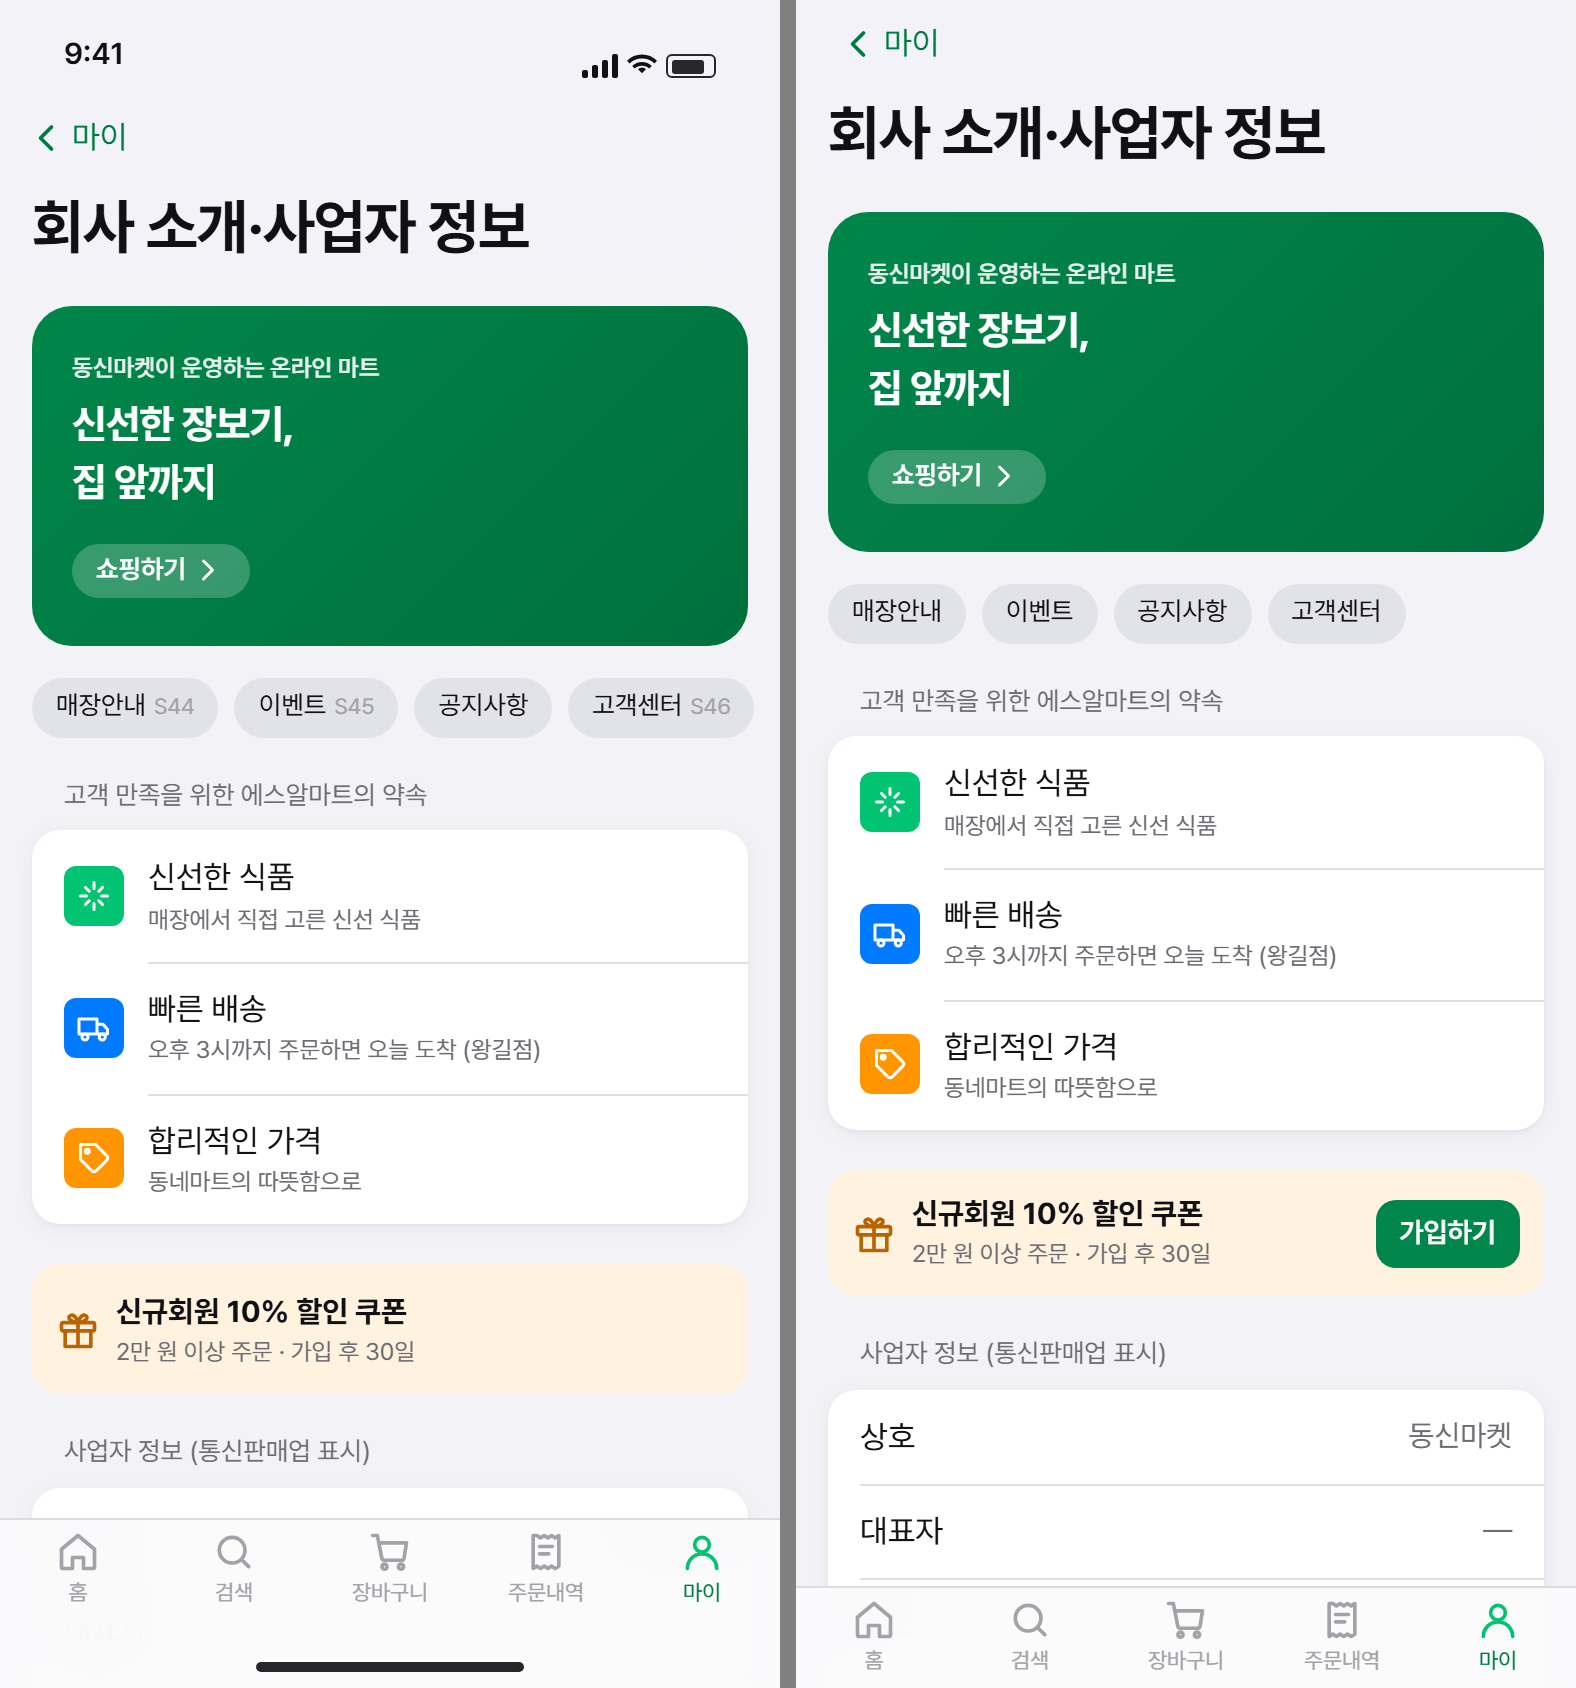 9:41
마이
회사 소개·사업자 정보
동신마켓이 운영하는 온라인 마트
신선한 장보기,
집 앞까지
쇼핑하기
매장안내 S44 이벤트 S45 공지사항 고객센터 S46
고객 만족을 위한 에스알마트의 약속
신선한 식품
매장에서 직접 고른 신선 식품
빠른 배송
오후 3시까지 주문하면 오늘 도착 (왕길점)
합리적인 가격
동네마트의 따뜻함으로
신규회원 10% 할인 쿠폰
2만 원 이상 주문 · 가입 후 30일
사업자 정보 (통신판매업 표시)
홈 검색 장바구니 주문내역 마이
마이
회사 소개·사업자 정보
동신마켓이 운영하는 온라인 마트
신선한 장보기,
집 앞까지
쇼핑하기
매장안내 이벤트 공지사항 고객센터
고객 만족을 위한 에스알마트의 약속
신선한 식품
매장에서 직접 고른 신선 식품
빠른 배송
오후 3시까지 주문하면 오늘 도착 (왕길점)
합리적인 가격
동네마트의 따뜻함으로
신규회원 10% 할인 쿠폰
2만 원 이상 주문 · 가입 후 30일
가입하기
사업자 정보 (통신판매업 표시)
상호 동신마켓
대표자 —
홈 검색 장바구니 주문내역 마이